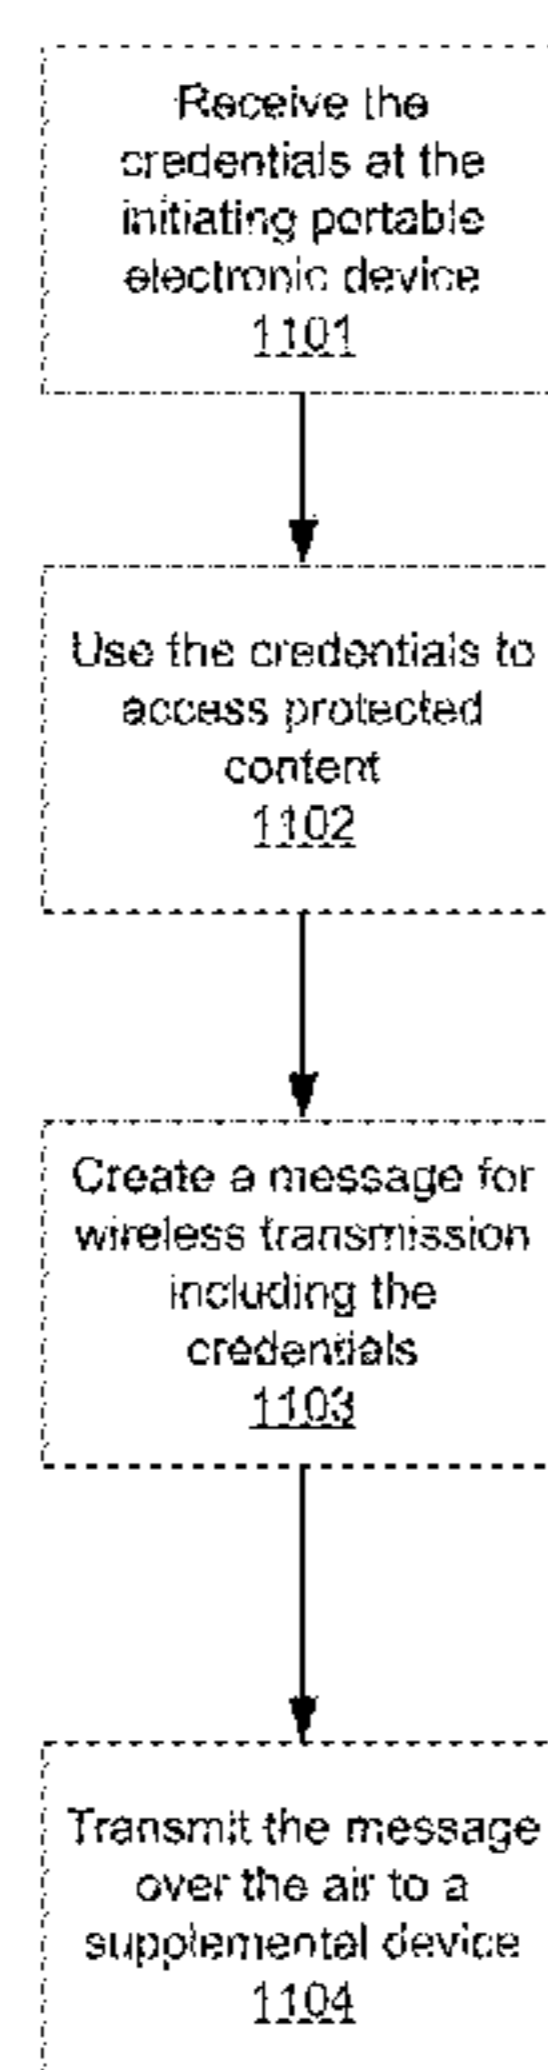 Receive the
credentials at the
initiating portable
electronic device
1101
Use the credentials to
access protected
content
1102
Create a message for
wireless transmission
including the
credentials
1103
Transmit the message
over the air to a
supplemental device
1104